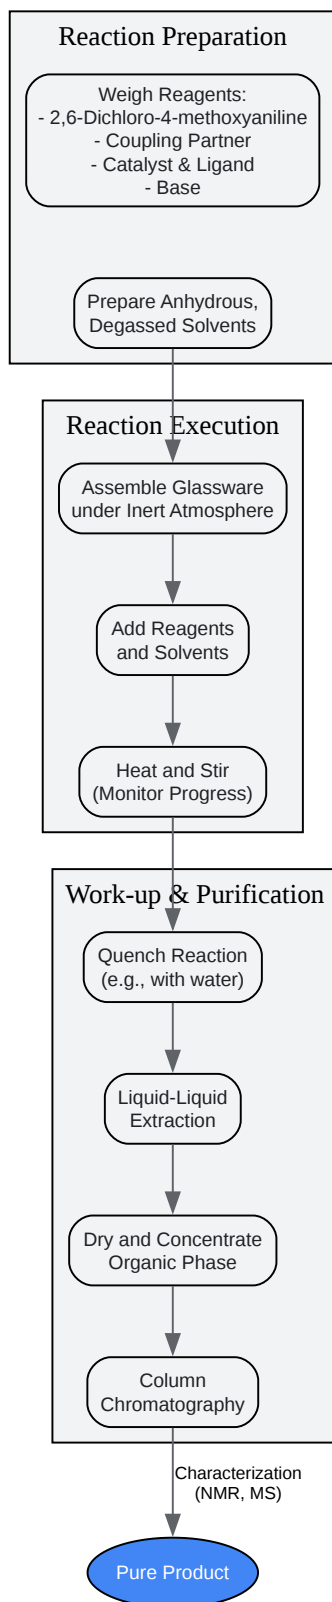 Reaction Preparation
Weigh Reagents:
- 2,6-Dichloro-4-methoxyaniline
- Coupling Partner
- Catalyst & Ligand
- Base
Prepare Anhydrous,
Degassed Solvents
Reaction Execution
Assemble Glassware
under Inert Atmosphere
Add Reagents
and Solvents
Heat and Stir
(Monitor Progress)
Work-up & Purification
Quench Reaction
(e.g., with water)
Liquid-Liquid
Extraction
Dry and Concentrate
Organic Phase
Column
Chromatography
Characterization
(NMR, MS)
Pure Product